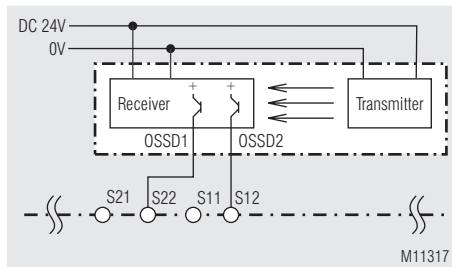 DC 24V
0V
+ +
Receiver Transmitter
OSSD1 OSSD2
S21 S22 S11 S12
M11317